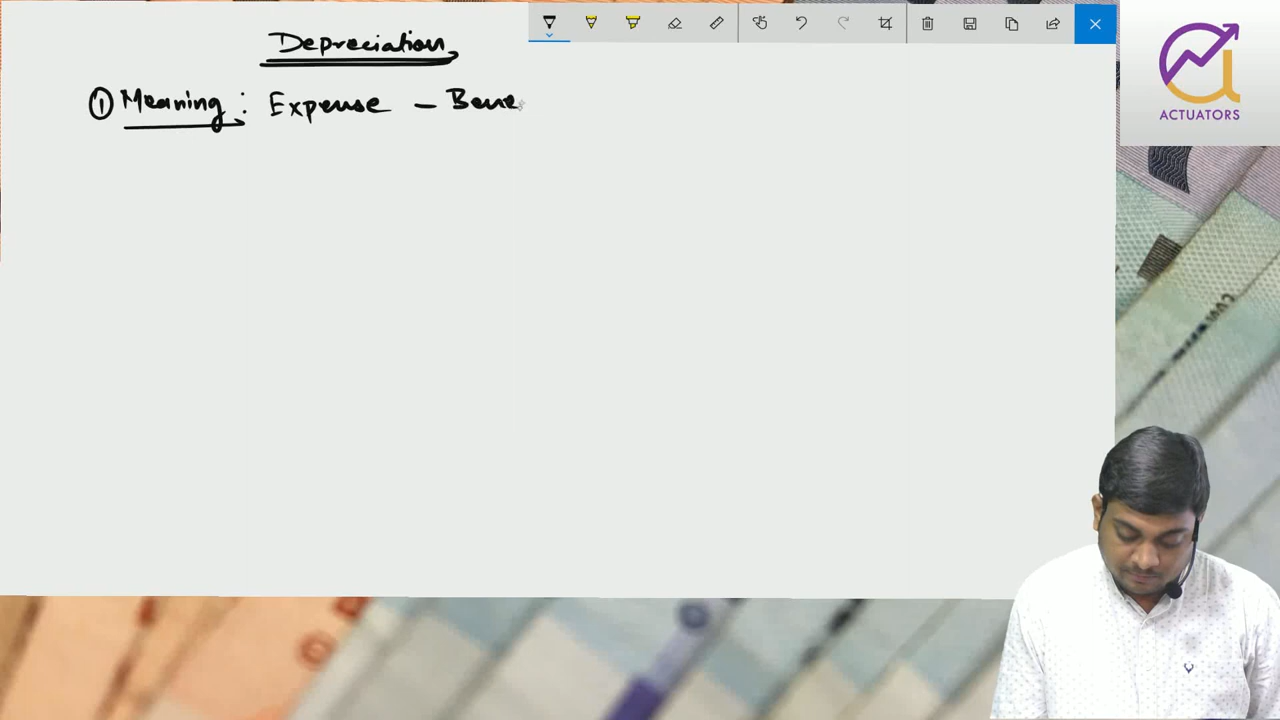 Depreciation
① Meaning : Expense – Bene
ACTUATORS